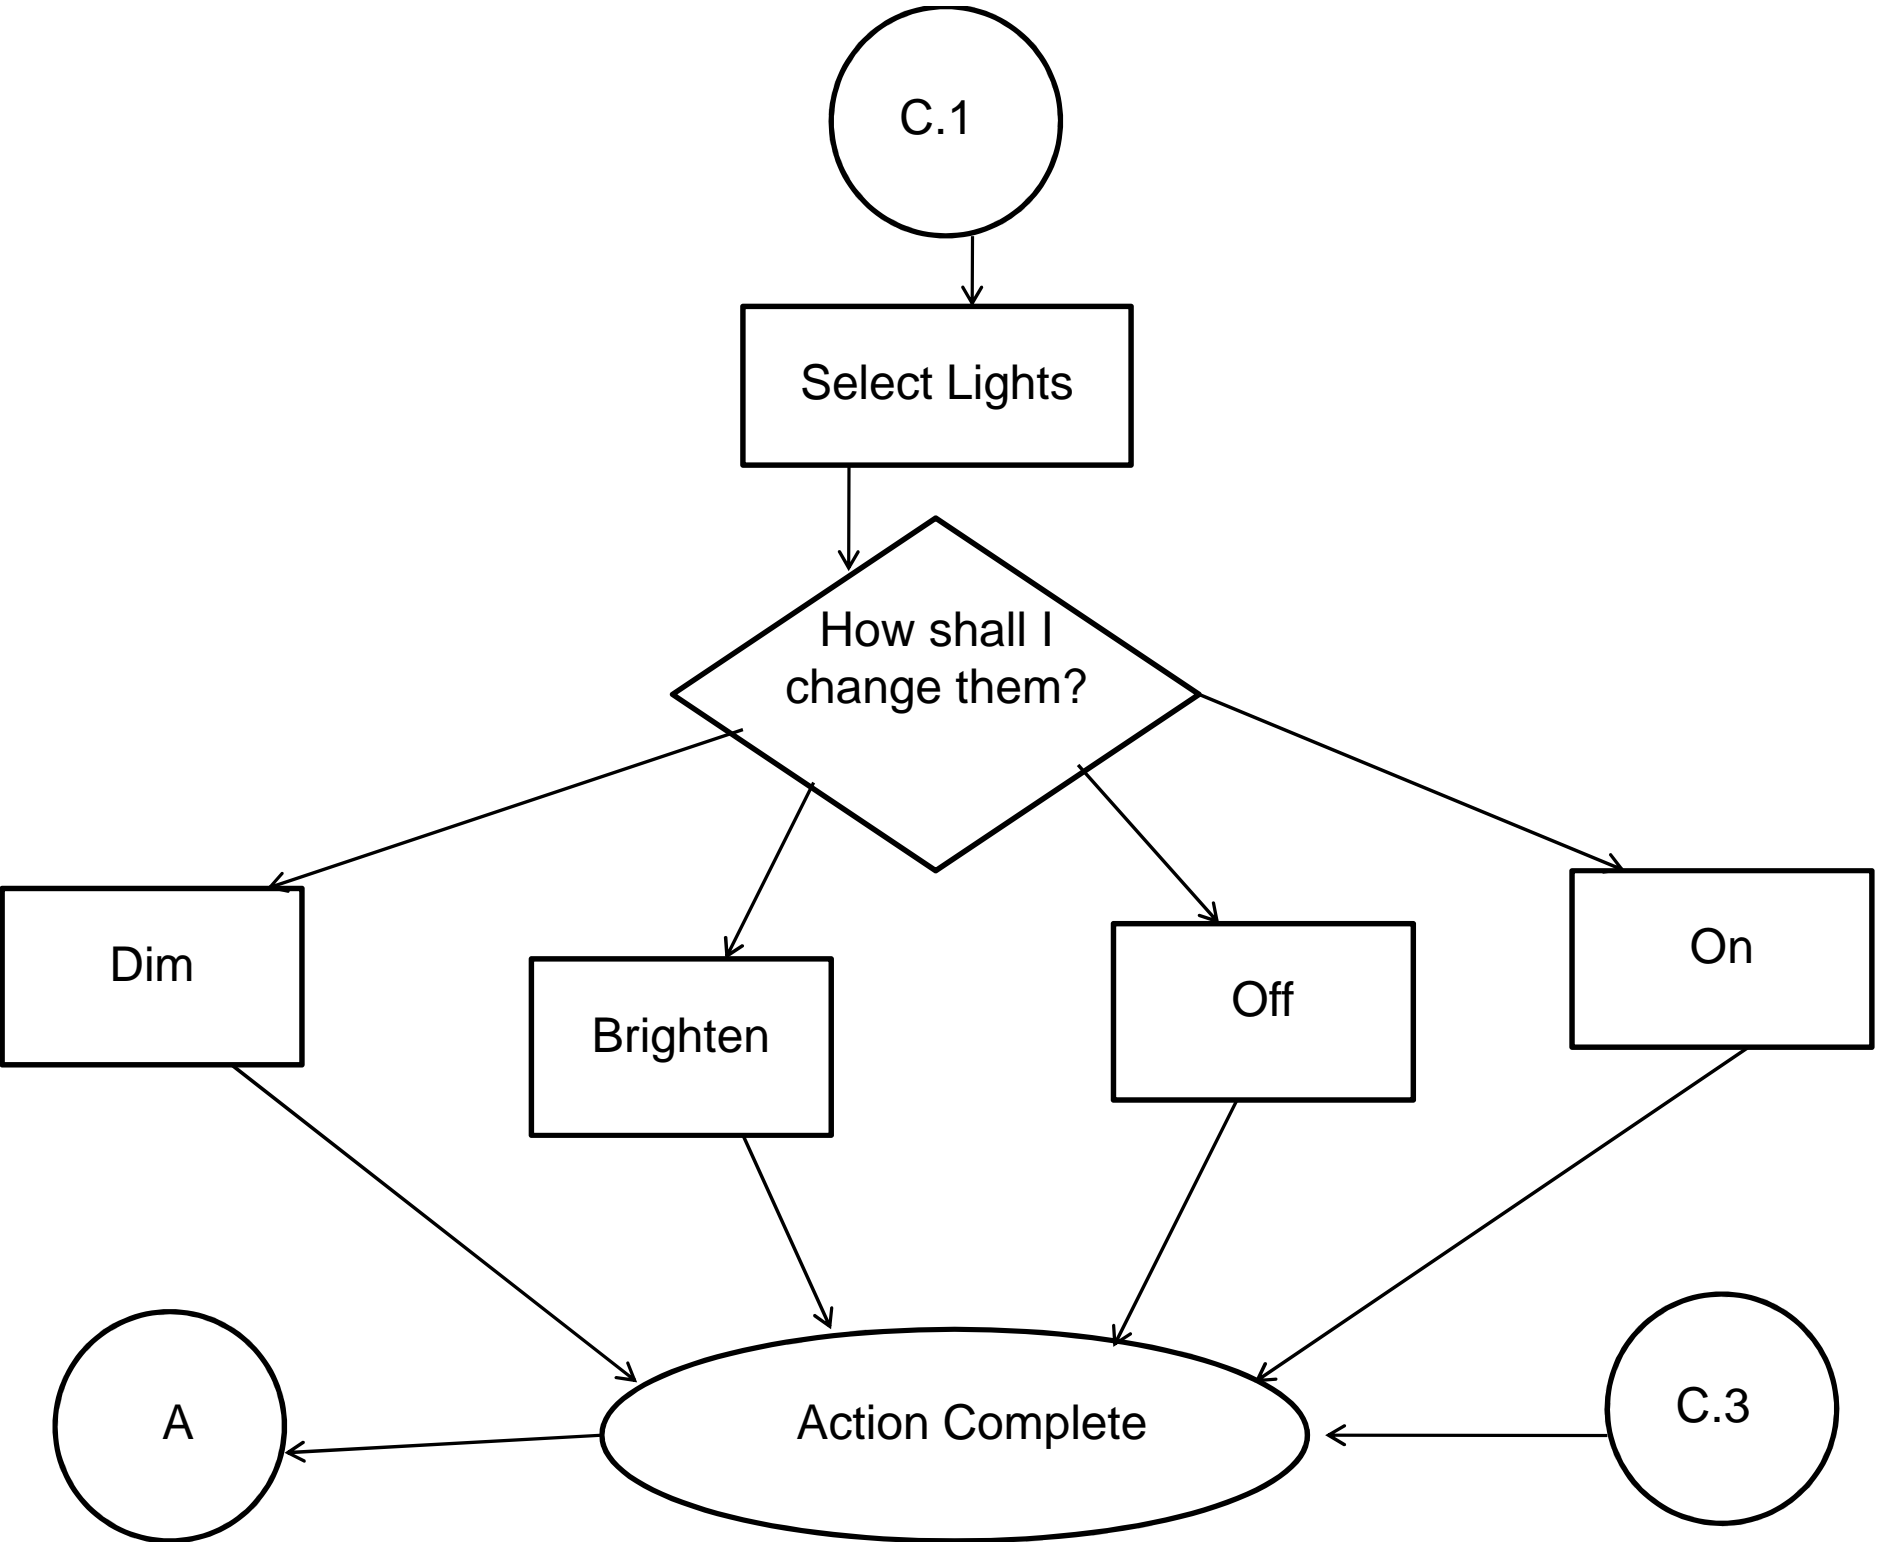 C.1
Select Lights
How shall I
change them?
Dim
Brighten
Off
On
A
Action Complete
C.3